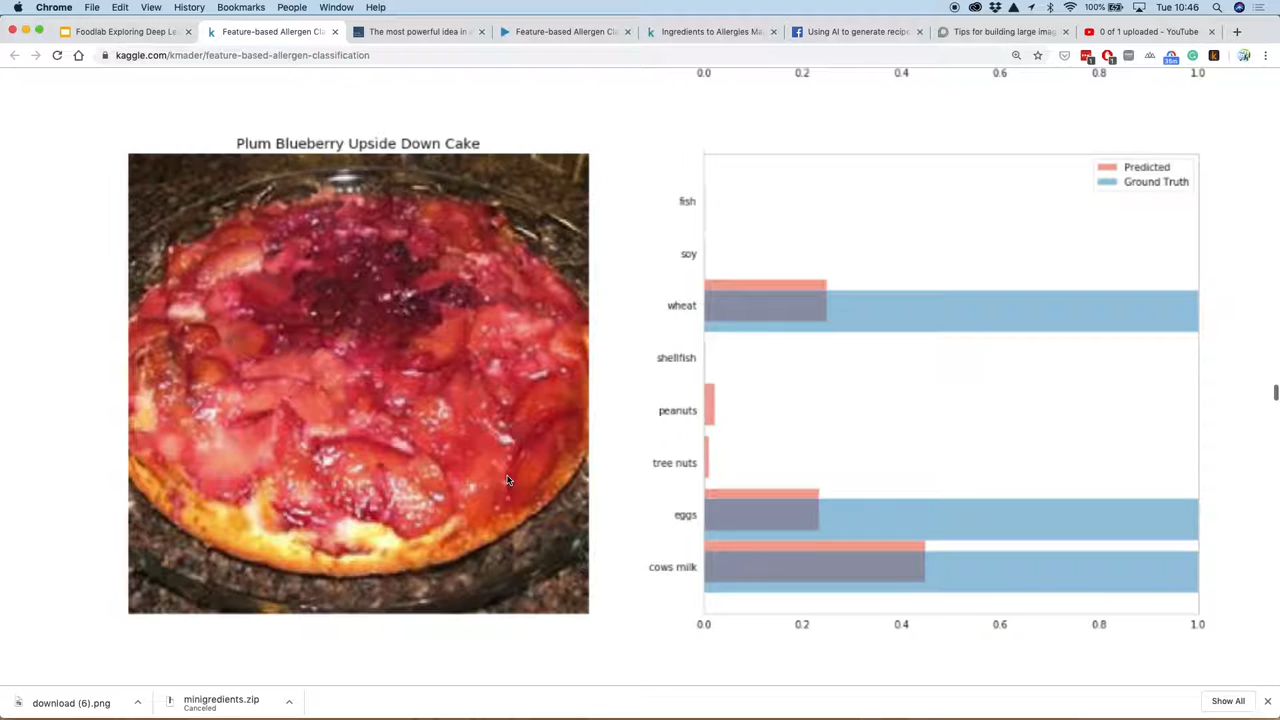 Chrome File Edit View History Bookmarks People Window Help 100% Tue 10:46
Foodlab Exploring Deep Le Feature-based Allergen Cla The most powerful idea in d Feature-based Allergen Cla Ingredients to Allergies Ma Using AI to generate recipe Tips for building large imag 0 of 1 uploaded - YouTube
kaggle.com/kmader/feature-based-allergen-classification
0.0 0.2 0.4 0.6 0.8 1.0
Plum Blueberry Upside Down Cake
Predicted
Ground Truth
fish
soy
wheat
shellfish
peanuts
tree nuts
eggs
cows milk
0.0 0.2 0.4 0.6 0.8 1.0
download (6).png
minigredients.zip
Canceled
Show All